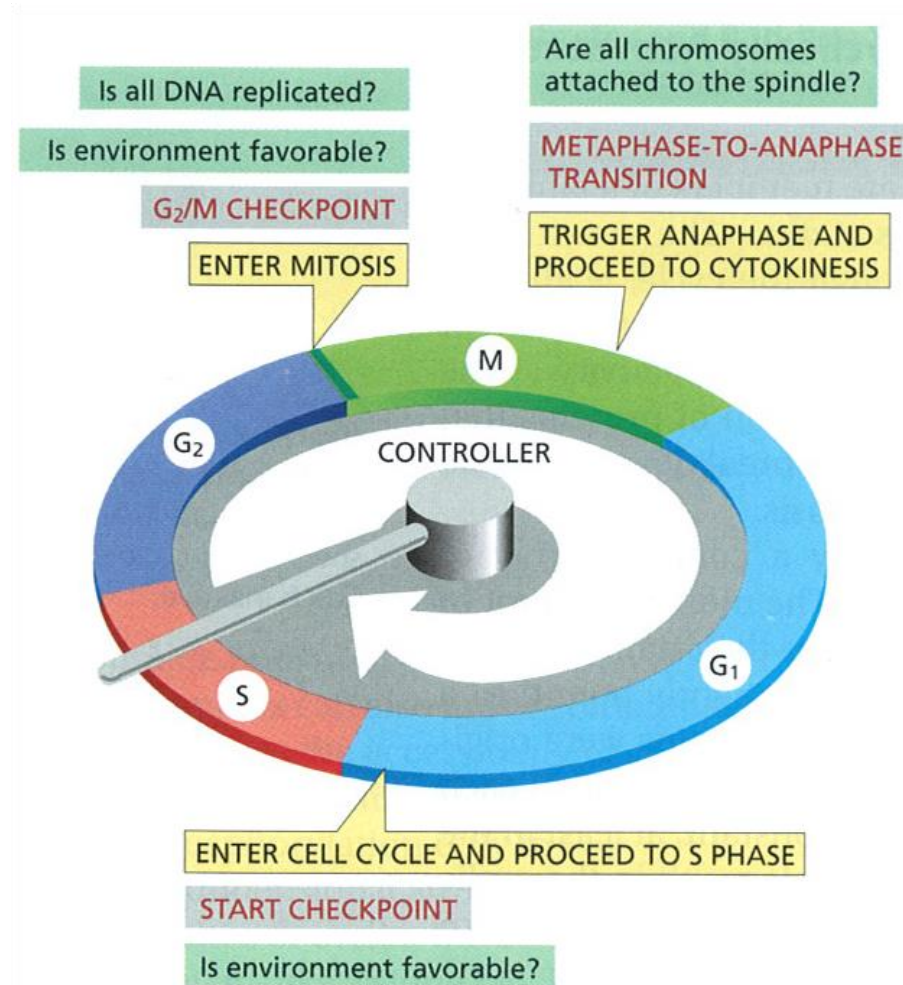 Is all DNA replicated?
Is environment favorable?
G₂/M CHECKPOINT
ENTER MITOSIS
Are all chromosomes
attached to the spindle?
METAPHASE-TO-ANAPHASE
TRANSITION
TRIGGER ANAPHASE AND
PROCEED TO CYTOKINESIS
M
G₂
CONTROLLER
G₁
S
ENTER CELL CYCLE AND PROCEED TO S PHASE
START CHECKPOINT
Is environment favorable?